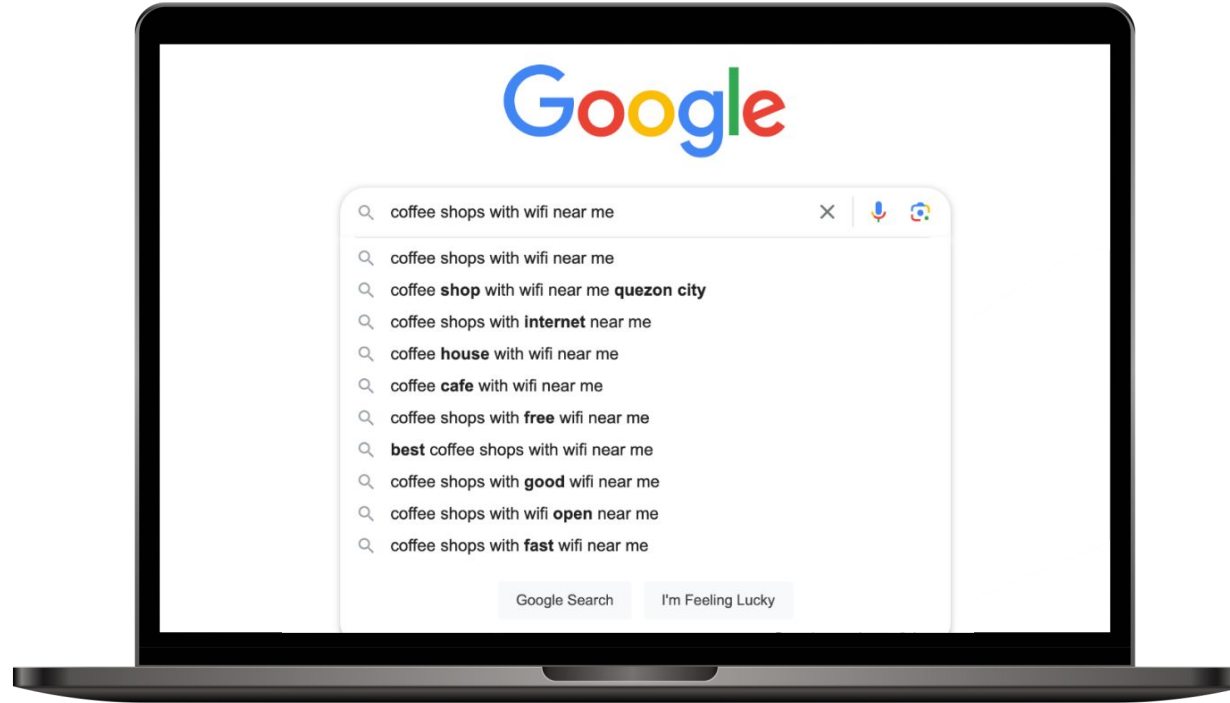 Google
coffee shops with wifi near me
coffee shops with wifi near me
coffee shop with wifi near me quezon city
coffee shops with internet near me
coffee house with wifi near me
coffee cafe with wifi near me
coffee shops with free wifi near me
best coffee shops with wifi near me
coffee shops with good wifi near me
coffee shops with wifi open near me
coffee shops with fast wifi near me
Google Search I'm Feeling Lucky